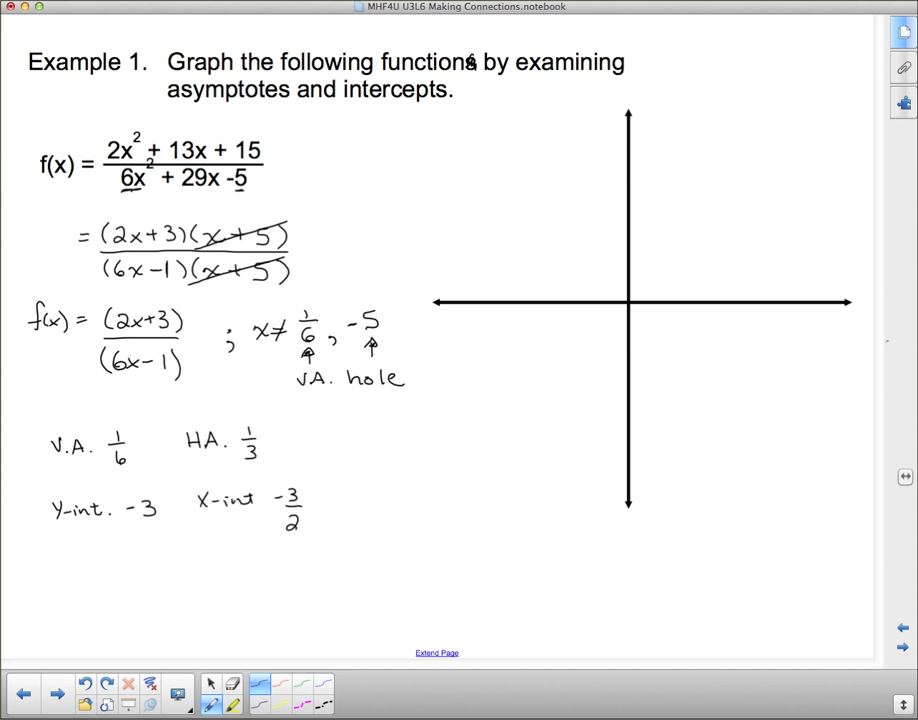 MHF4U U3L6 Making Connections.notebook
Example 1. Graph the following functions by examining
asymptotes and intercepts.
f(x) = (2x² + 13x + 15)/(6x² + 29x -5)
= (2x+3)(x+5)/(6x-1)(x+5)
f(x) = (2x+3)/(6x-1) ; x≠ 1/6, -5
V.A. hole
V.A. 1/6 HA. 1/3
Y-int. -3 X-int -3/2
Extend Page